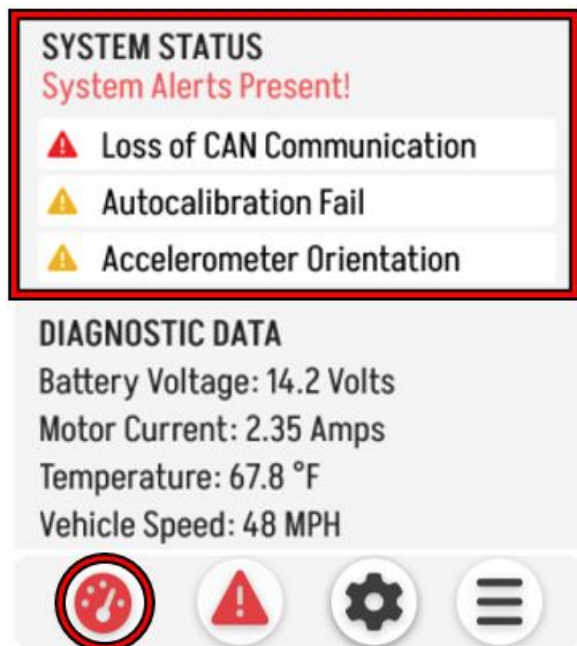 SYSTEM STATUS
System Alerts Present!
Loss of CAN Communication
Autocalibration Fail
Accelerometer Orientation
DIAGNOSTIC DATA
Battery Voltage: 14.2 Volts
Motor Current: 2.35 Amps
Temperature: 67.8 °F
Vehicle Speed: 48 MPH